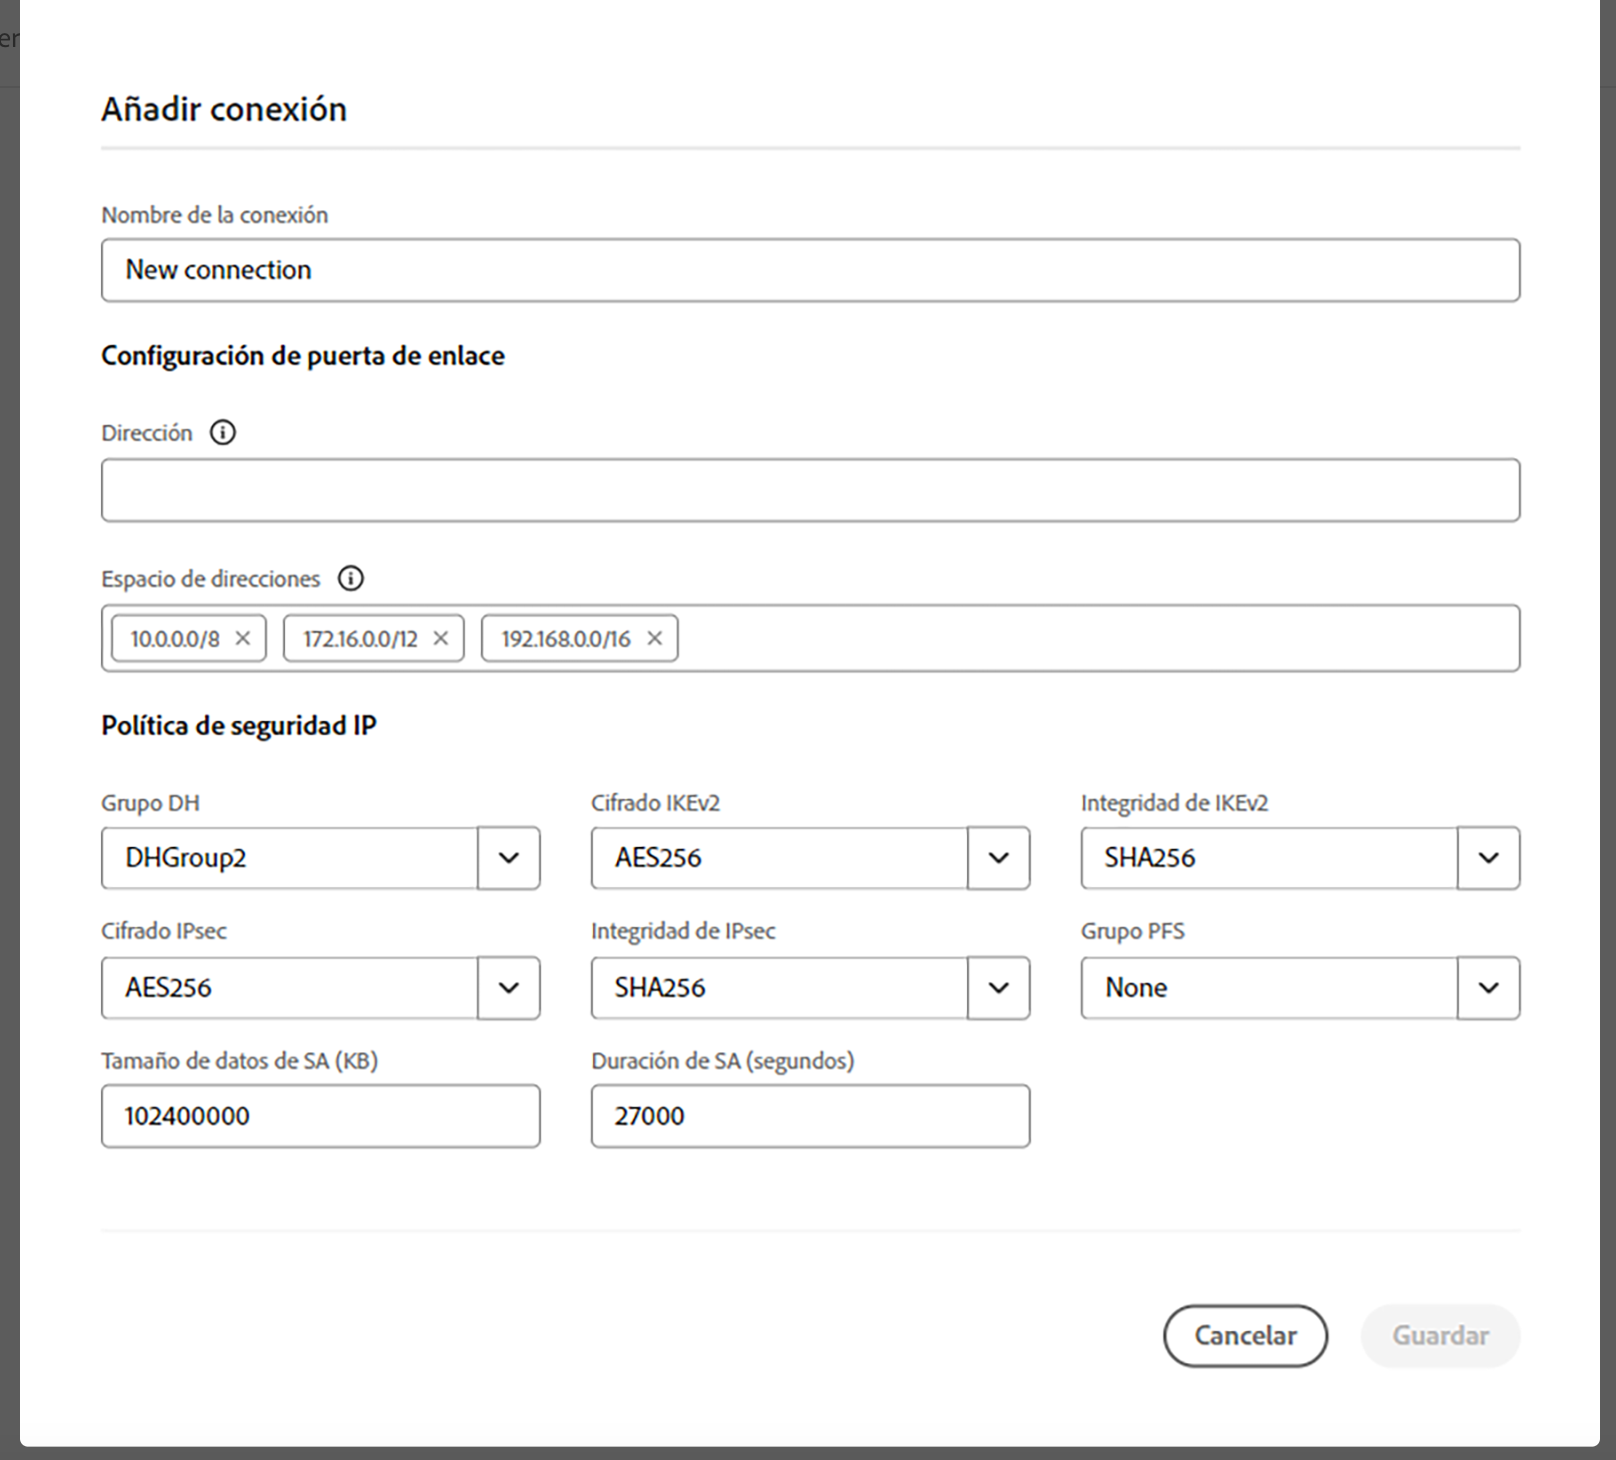 er
Añadir conexión
Nombre de la conexión
New connection
Configuración de puerta de enlace
Dirección
Espacio de direcciones
10.0.0.0/8 172.16.0.0/12 192.168.0.0/16
Política de seguridad IP
Grupo DH Cifrado IKEv2 Integridad de IKEv2
DHGroup2 AES256 SHA256
Cifrado IPsec Integridad de IPsec Grupo PFS
AES256 SHA256 None
Tamaño de datos de SA (KB) Duración de SA (segundos)
102400000 27000
Cancelar Guardar